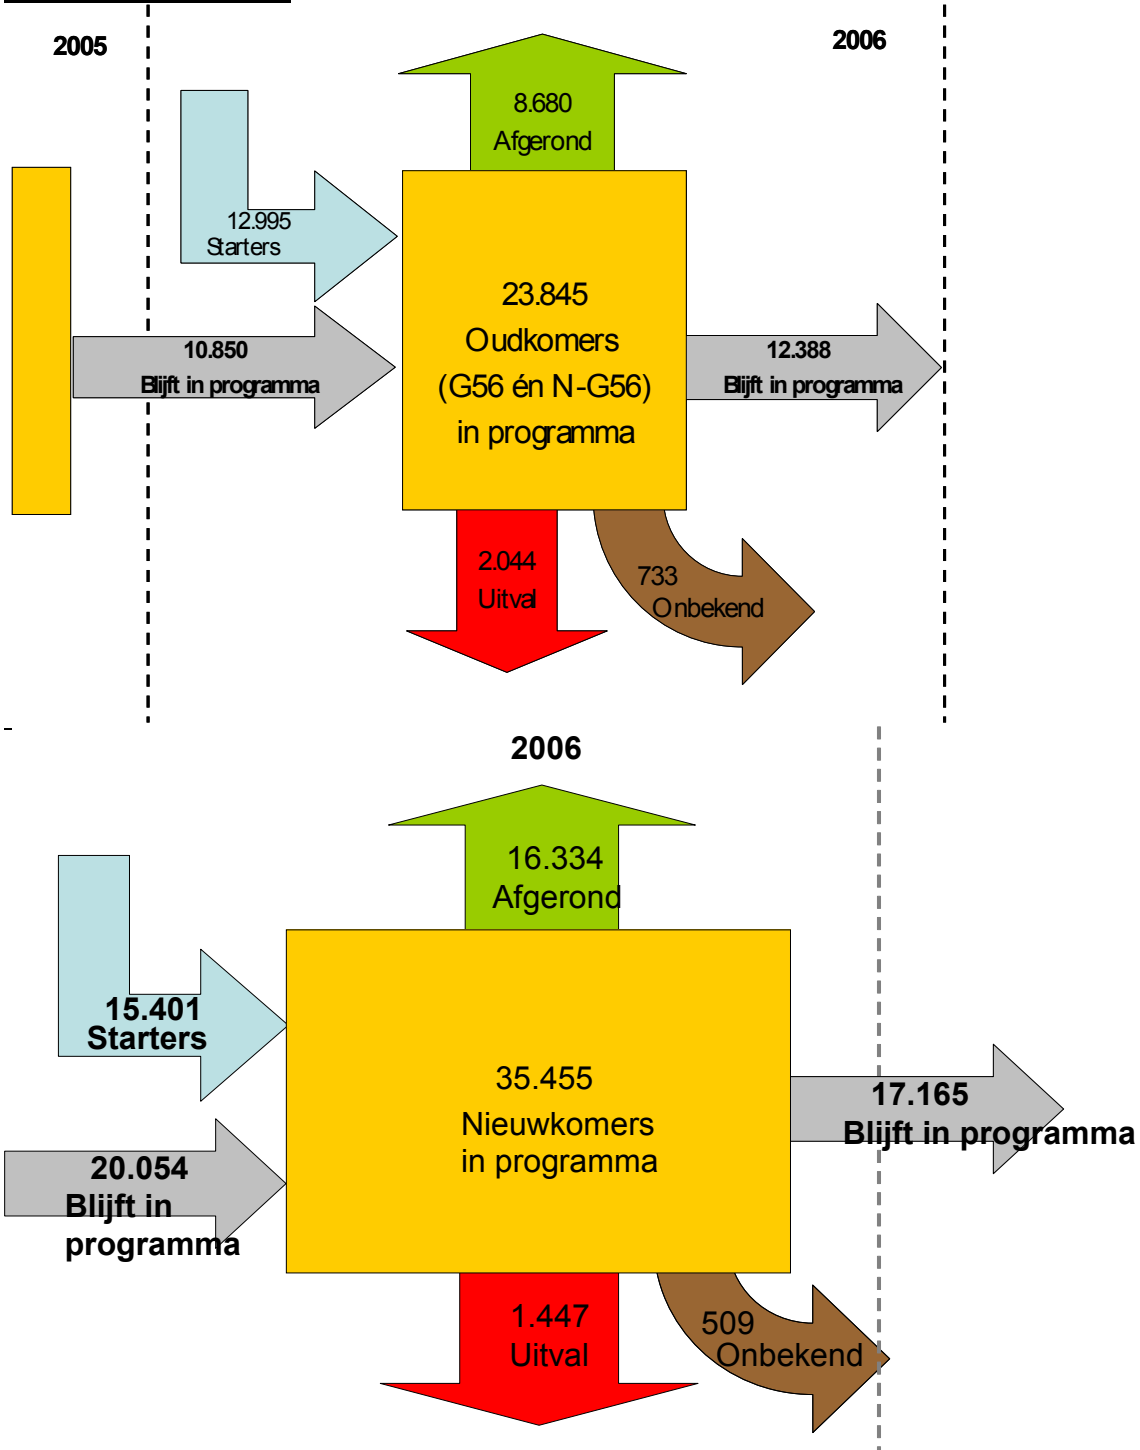 2005
2006
8.680
Afgerond
12.995
Starters
23.845
Oudkomers
(G56 én N-G56)
in programma
10.850
Blijft in programma
12.388
Blijft in programma
2.044
Uitval
733
Onbekend
2006
16.334
Afgerond
15.401
Starters
35.455
Nieuwkomers
in programma
17.165
Blijft in programma
20.054
Blijft in
programma
1.447
Uitval
509
Onbekend